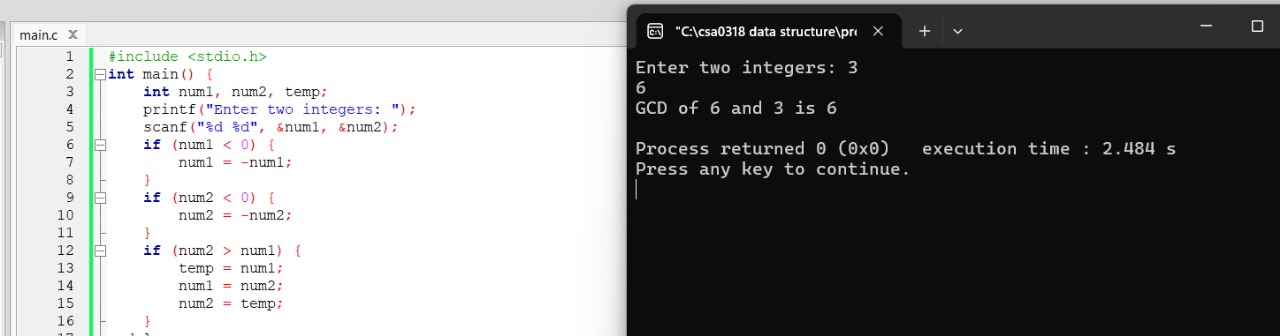 main.c
1 #include <stdio.h>
2 int main() {
3 int num1, num2, temp;
4 printf("Enter two integers: ");
5 scanf("%d %d", &num1, &num2);
6 if (num1 < 0) {
7 num1 = -num1;
8 }
9 if (num2 < 0) {
10 num2 = -num2;
11 }
12 if (num2 > num1) {
13 temp = num1;
14 num1 = num2;
15 num2 = temp;
16 }
"C:\csa0318 data structure\pro
Enter two integers: 3
6
GCD of 6 and 3 is 6
Process returned 0 (0x0) execution time : 2.484 s
Press any key to continue.